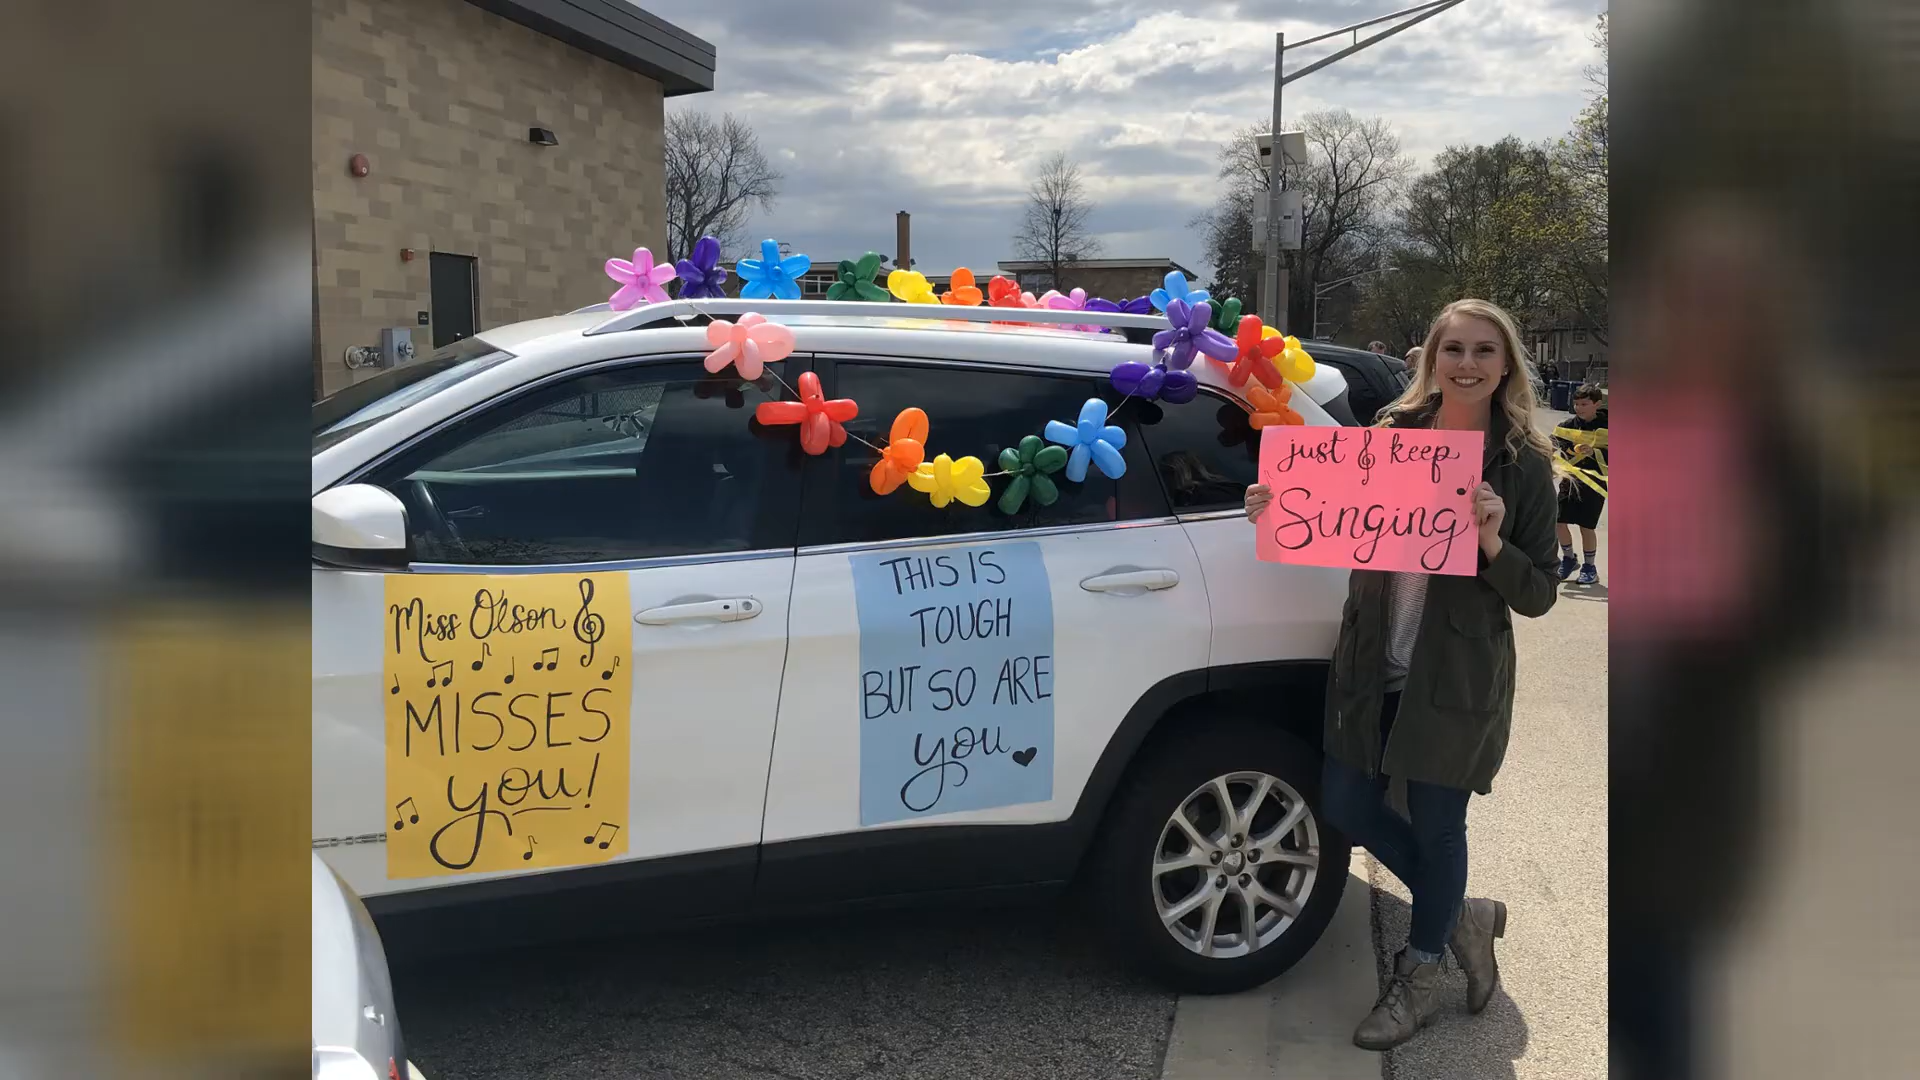 Miss Olson
MISSES
you!
THIS IS
TOUGH
BUT SO ARE
you
just keep
Singing